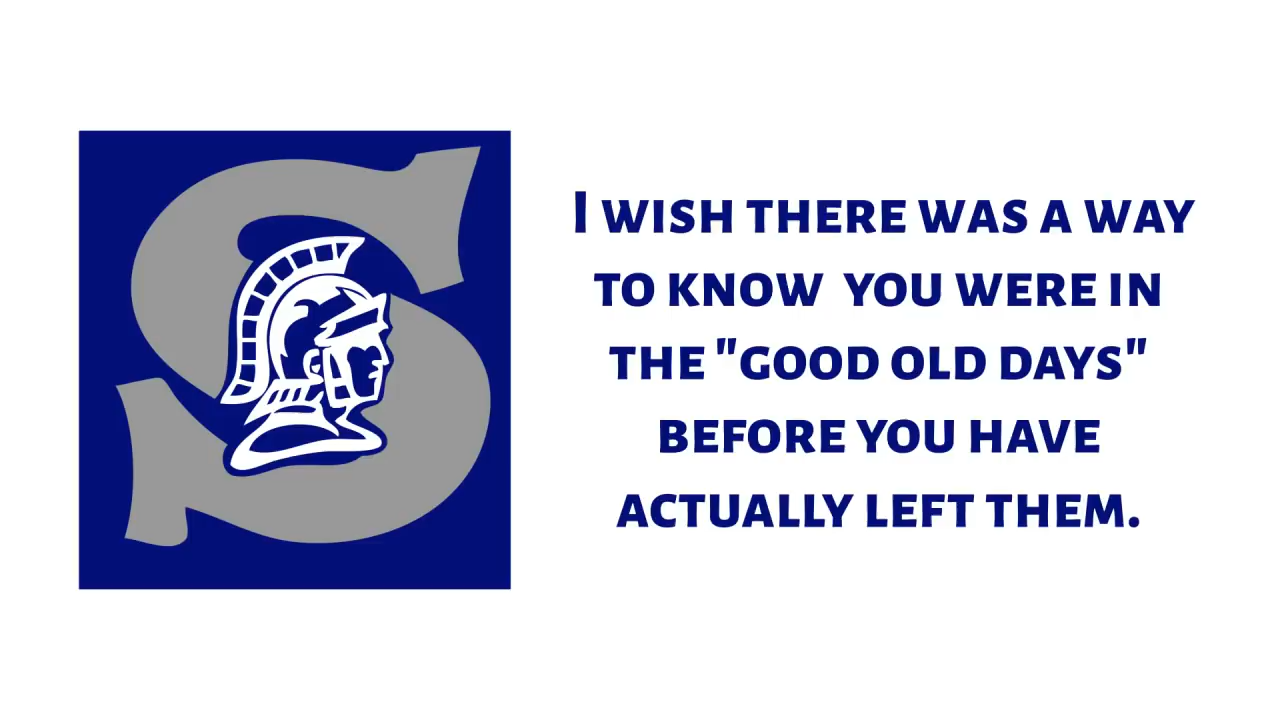 S
I WISH THERE WAS A WAY
TO KNOW YOU WERE IN
THE "GOOD OLD DAYS"
BEFORE YOU HAVE
ACTUALLY LEFT THEM.